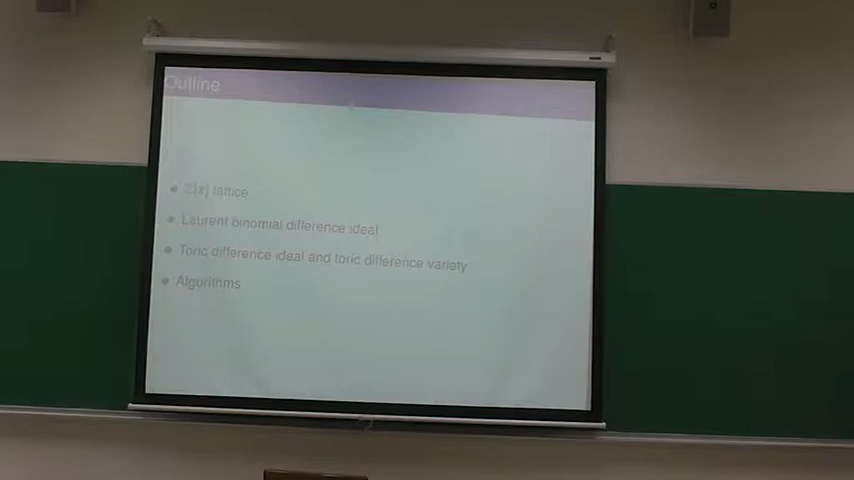 Outline
ℤ[x] lattice
Laurent binomial difference ideal
Toric difference ideal and toric difference variety
Algorithms